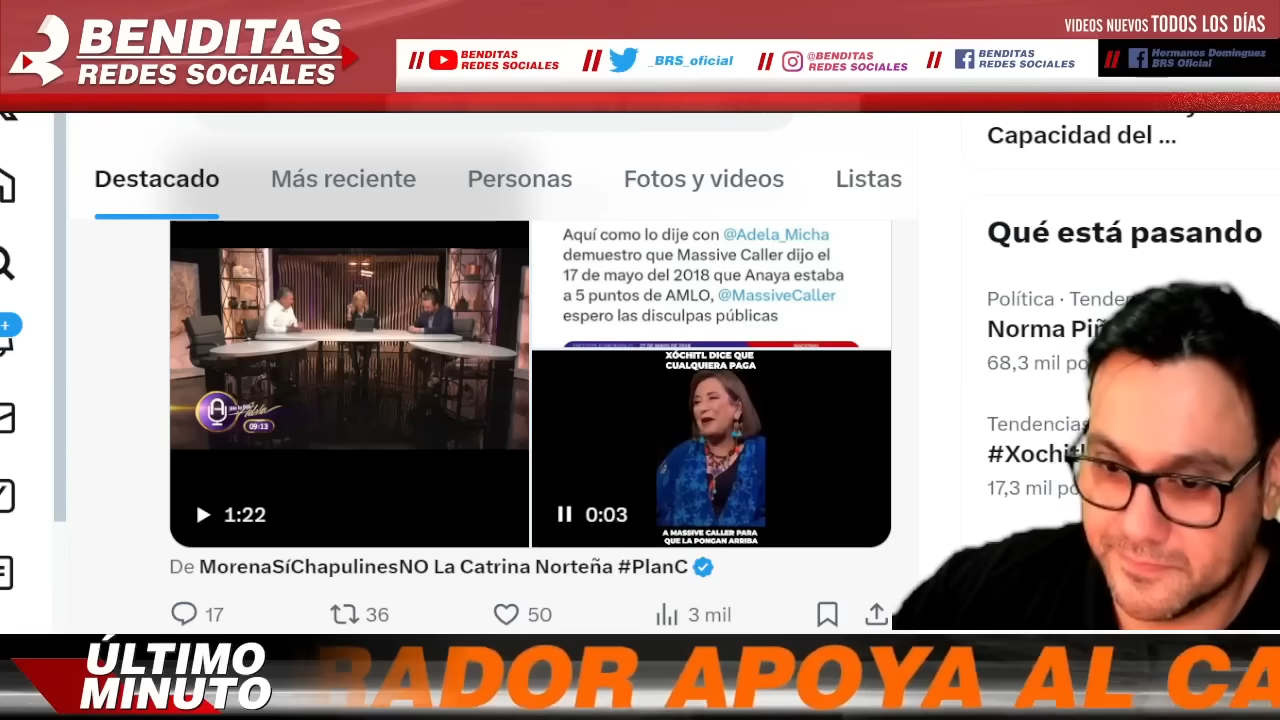 BENDITAS
REDES SOCIALES
VIDEOS NUEVOS TODOS LOS DÍAS
// BENDITAS
REDES SOCIALES
// _BRS_oficial
// @BENDITAS
REDES SOCIALES
// BENDITAS
REDES SOCIALES
// Hermanos Dominguez
BRS Oficial
Capacidad del ...
Destacado
Más reciente
Personas
Fotos y videos
Listas
Qué está pasando
Política · Tende
Norma Piñ
68,3 mil po
Tendencias
#Xochitl
17,3 mil po
Aquí como lo dije con @Adela_Micha
demuestro que Massive Caller dijo el
17 de mayo del 2018 que Anaya estaba
a 5 puntos de AMLO, @MassiveCaller
espero las disculpas públicas
XÓCHITL DICE QUE
CUALQUIERA PAGA
A MASSIVE CALLER PARA
QUE LA PONGAN ARRIBA
09:13
1:22
0:03
De MorenaSíChapulinesNO La Catrina Norteña #PlanC
17
36
50
3 mil
ÚLTIMO
MINUTO
RADOR APOYA AL CA